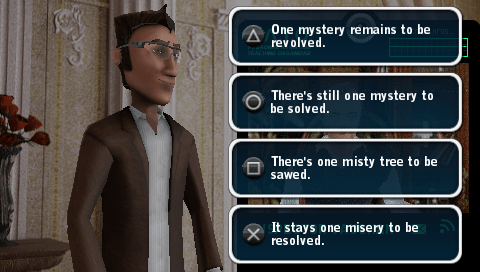 One mystery remains to be
revolved.
There's still one mystery to
be solved.
There's one misty tree to be
sawed.
It stays one misery to be
resolved.